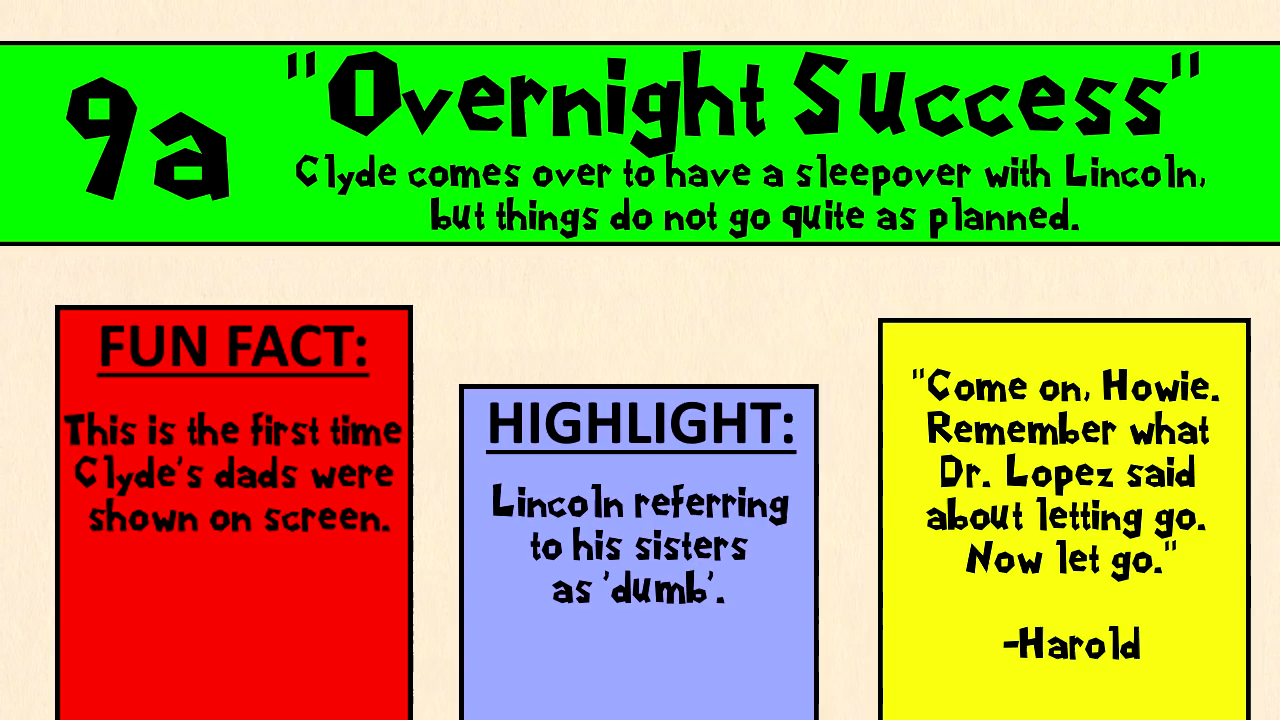 9a
"Overnight Success"
Clyde comes over to have a sleepover with Lincoln,
but things do not go quite as planned.
FUN FACT:
This is the first time
Clyde's dads were
shown on screen.
HIGHLIGHT:
Lincoln referring
to his sisters
as 'dumb'.
"Come on, Howie.
Remember what
Dr. Lopez said
about letting go.
Now let go."
-Harold